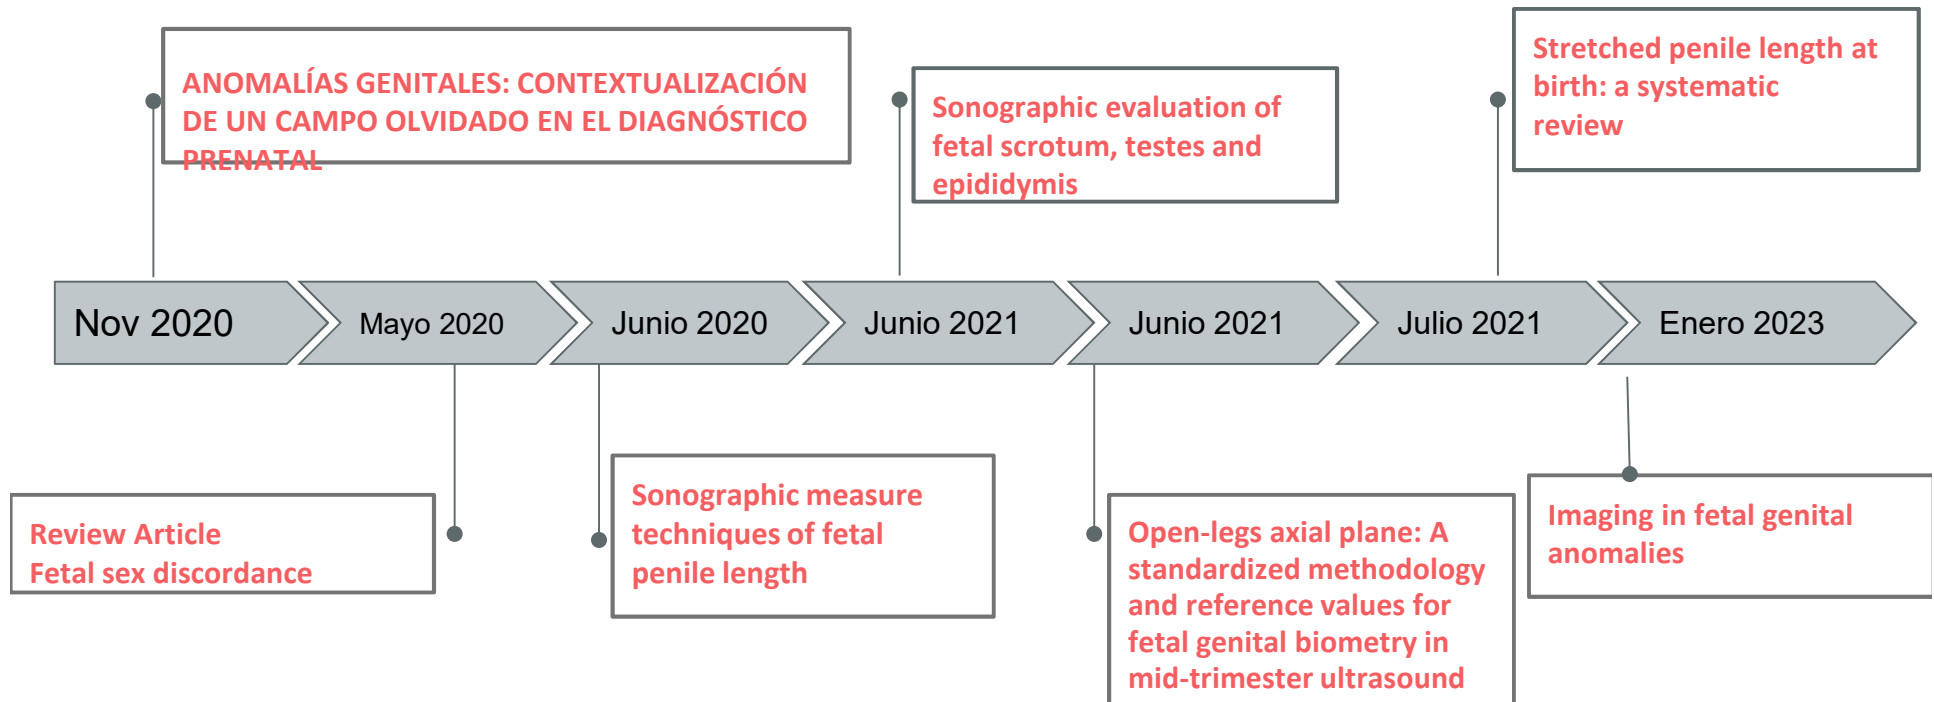 ANOMALÍAS GENITALES: CONTEXTUALIZACIÓN
DE UN CAMPO OLVIDADO EN EL DIAGNÓSTICO
PRENATAL
Sonographic evaluation of
fetal scrotum, testes and
epididymis
Stretched penile length at
birth: a systematic
review
Nov 2020
Mayo 2020
Junio 2020
Junio 2021
Junio 2021
Julio 2021
Enero 2023
Review Article
Fetal sex discordance
Sonographic measure
techniques of fetal
penile length
Open-legs axial plane: A
standardized methodology
and reference values for
fetal genital biometry in
mid-trimester ultrasound
Imaging in fetal genital
anomalies